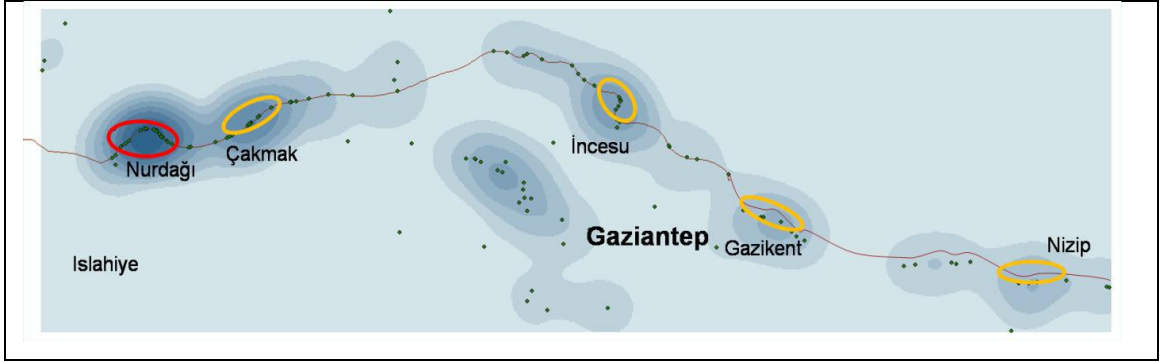 Nurdağı
Çakmak
İncesu
Gaziantep
Gazikent
Nizip
Islahiye